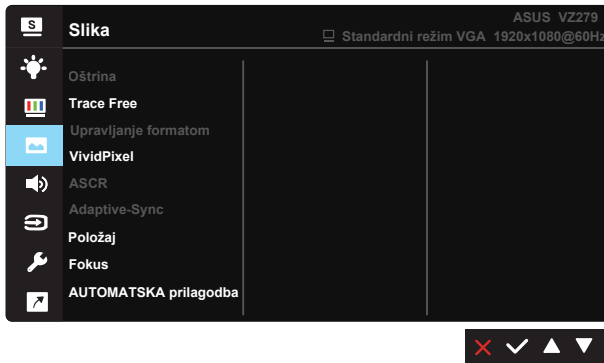 S
Slika
ASUS VZ279
Standardni režim VGA 1920x1080@60Hz
Oštrina
Trace Free
Upravljanje formatom
VividPixel
ASCR
Adaptive-Sync
Položaj
Fokus
AUTOMATSKA prilagodba